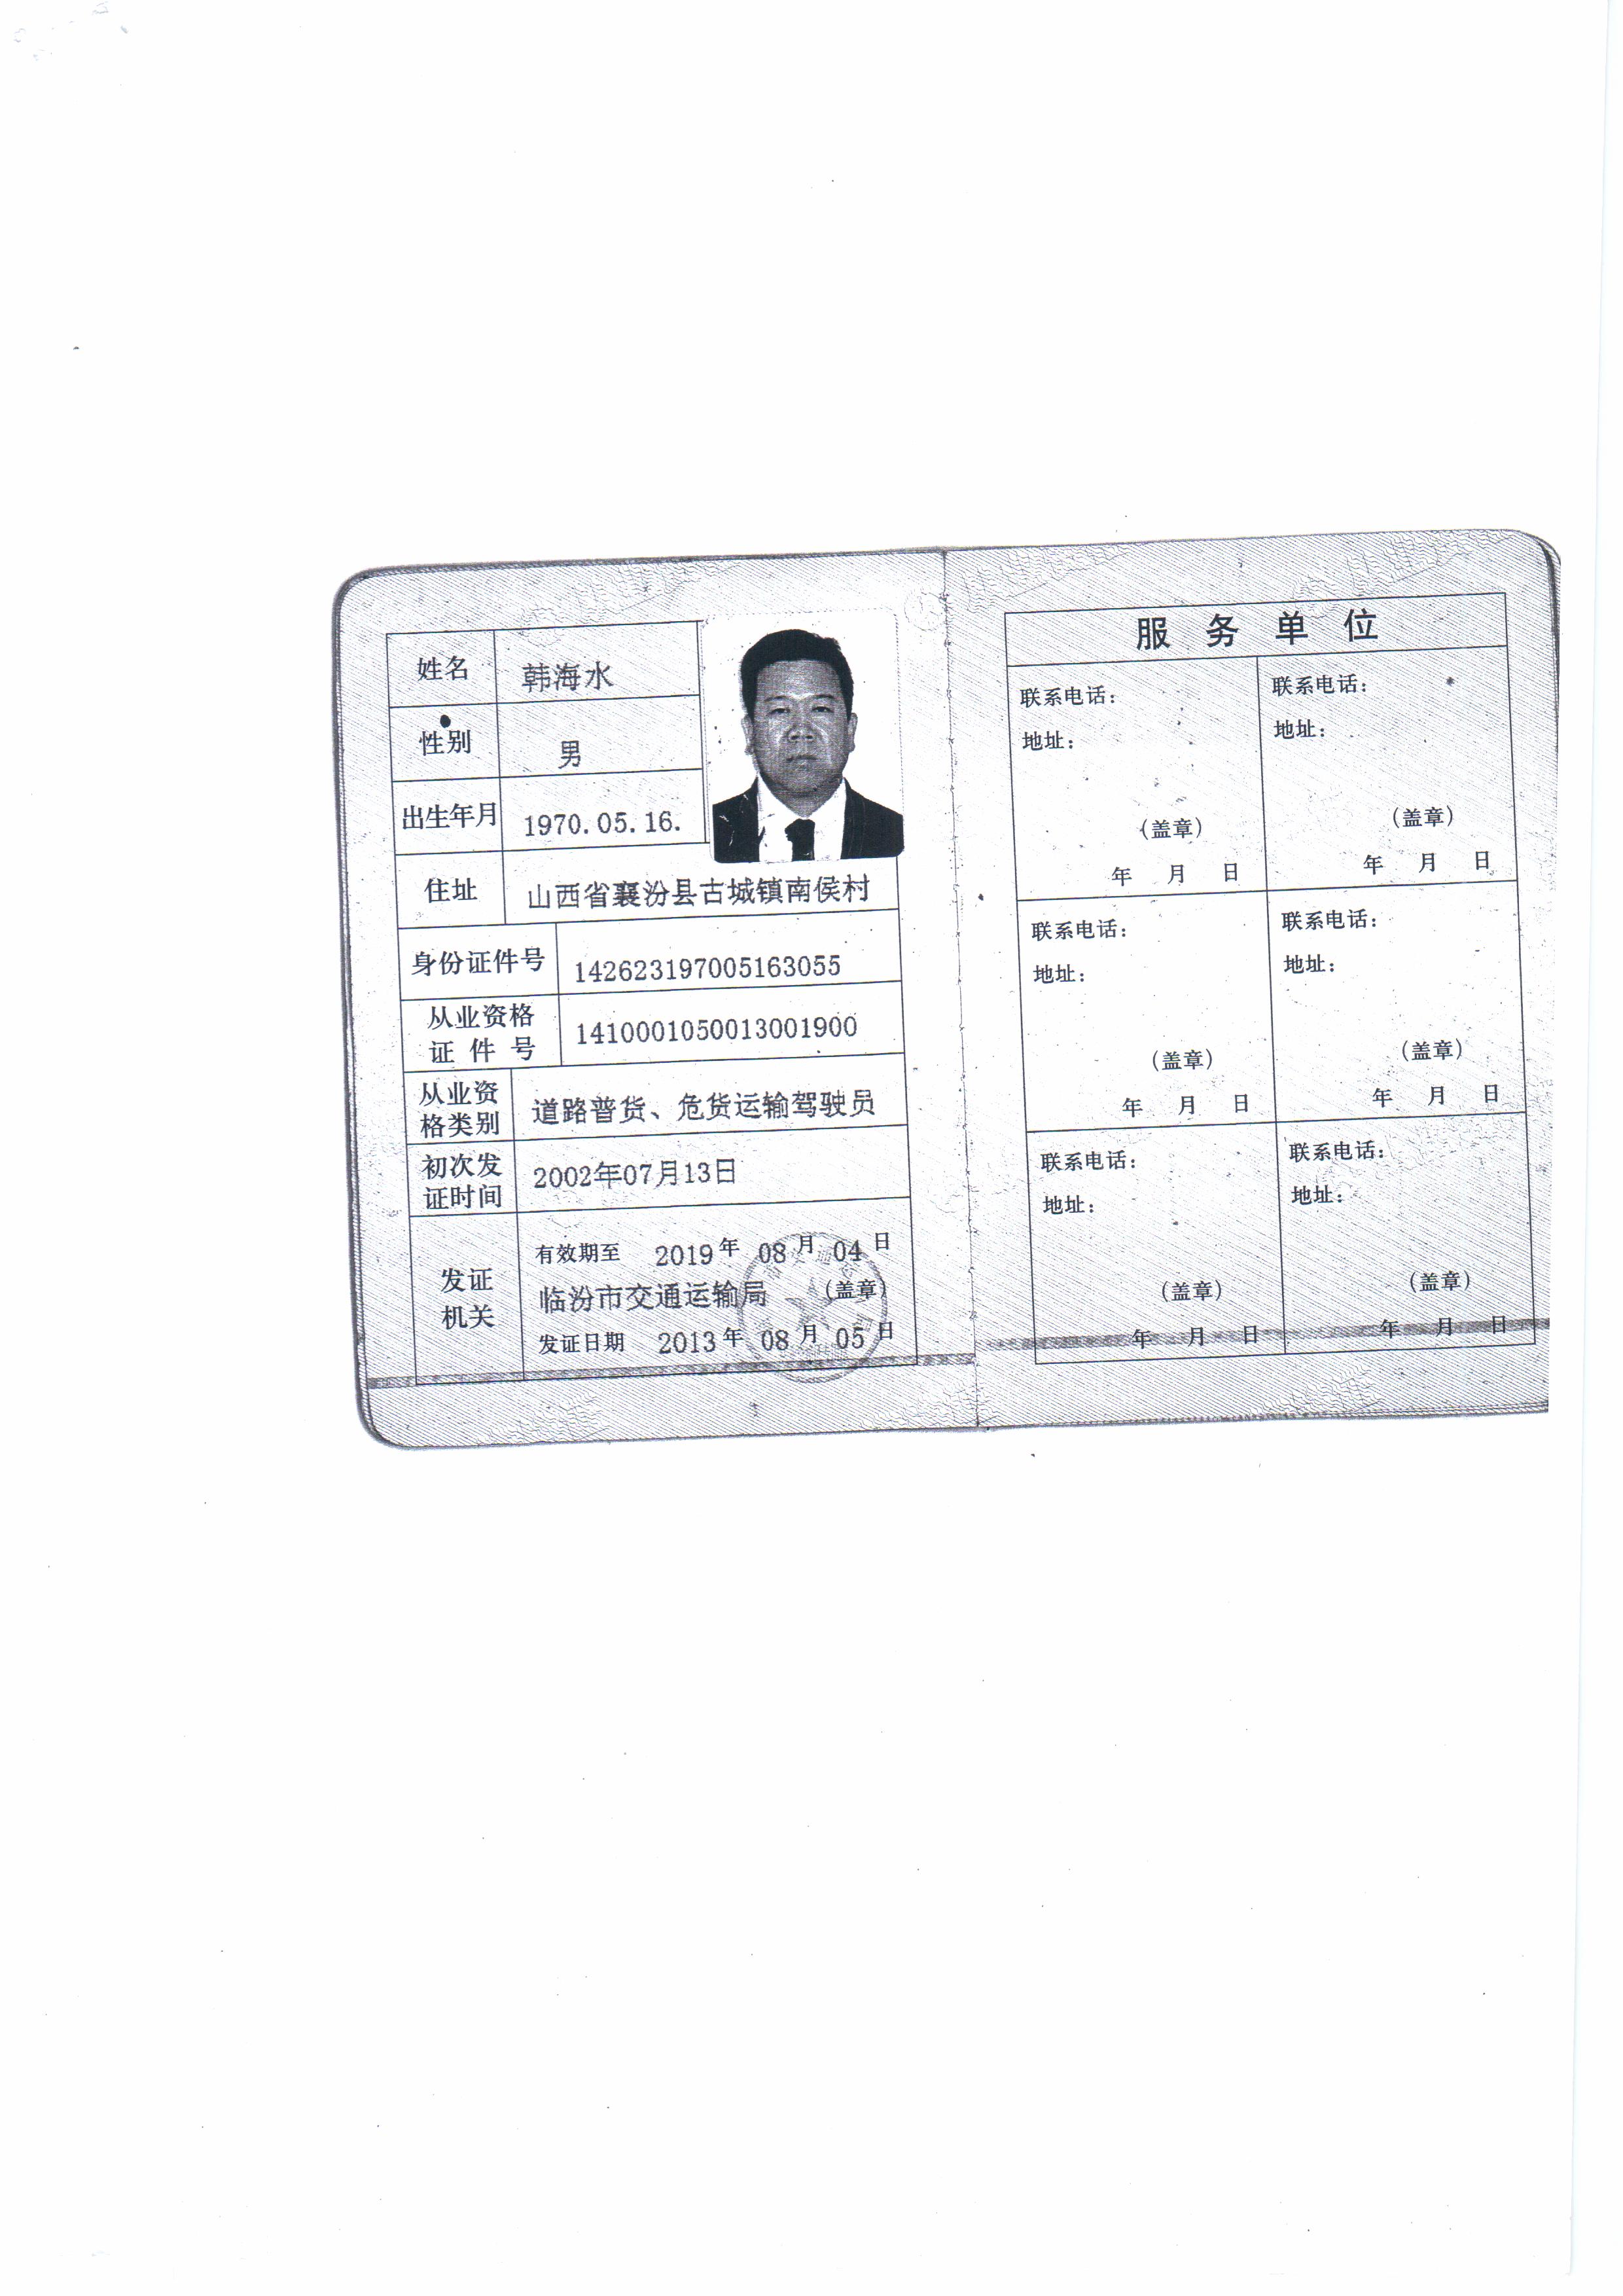 姓名 韩海水
性别 男
出生年月 1970.05.16.
住址 山西省襄汾县古城镇南侯村
身份证件号 142623197005163055
从业资格
证件号 1410001050013001900
从业资
格类别 道路普货、危货运输驾驶员
初次发
证时间 2002年07月13日
发证
机关
有效期至 2019年 08月 04日
临汾市交通运输局 (盖章)
发证日期 2013年 08月 05日
服务单位
联系电话:
地址:
(盖章)
年 月 日
联系电话:
地址:
(盖章)
年 月 日
联系电话:
地址:
(盖章)
年 月 日
联系电话:
地址:
(盖章)
年 月 日
联系电话:
地址:
(盖章)
年 月 日
联系电话:
地址:
(盖章)
年 月 日